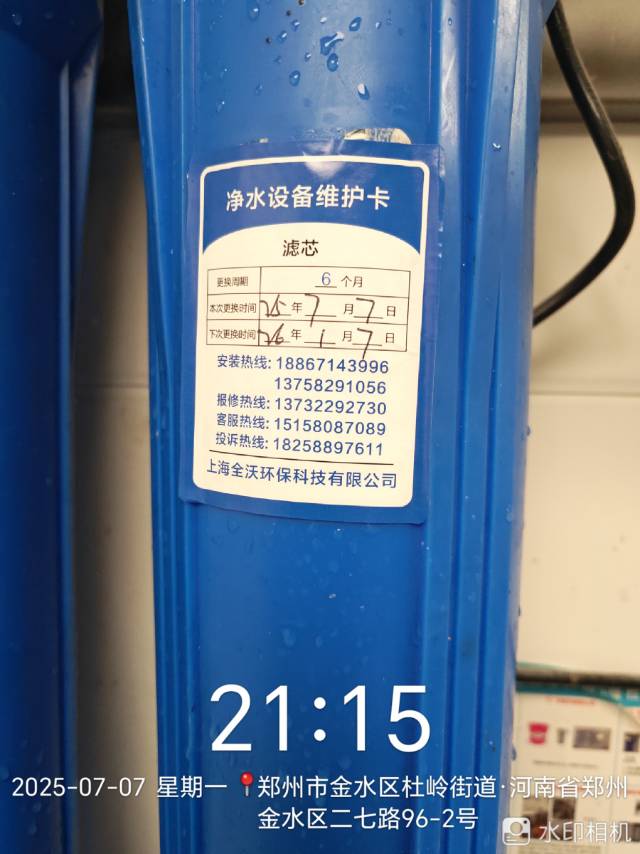 净水设备维护卡
滤芯
更换周期 6 个月
本次更换时间 25 年 7 月 7 日
下次更换时间 26 年 1 月 7 日
安装热线: 18867143996
13758291056
报修热线: 13732292730
客服热线: 15158087089
投诉热线: 18258897611
上海全沃环保科技有限公司
21:15
2025-07-07 星期一 郑州市金水区杜岭街道·河南省郑州
金水区二七路96-2号
水印相机